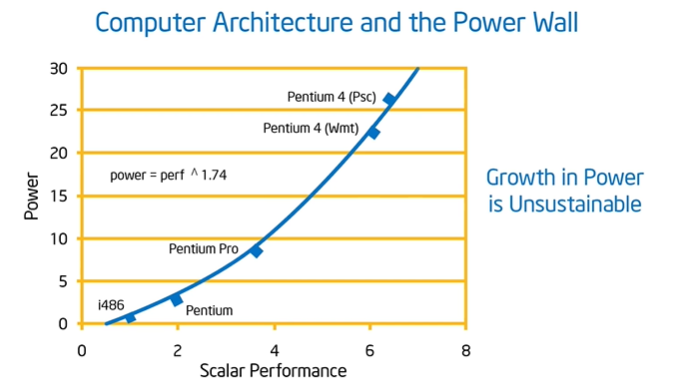 Computer Architecture and the Power Wall
30
25
20
15
10
5
0
Power
Pentium 4 (Psc)
Pentium 4 (Wmt)
power = perf ^ 1.74
Pentium Pro
i486
Pentium
Growth in Power
is Unsustainable
0 2 4 6 8
Scalar Performance